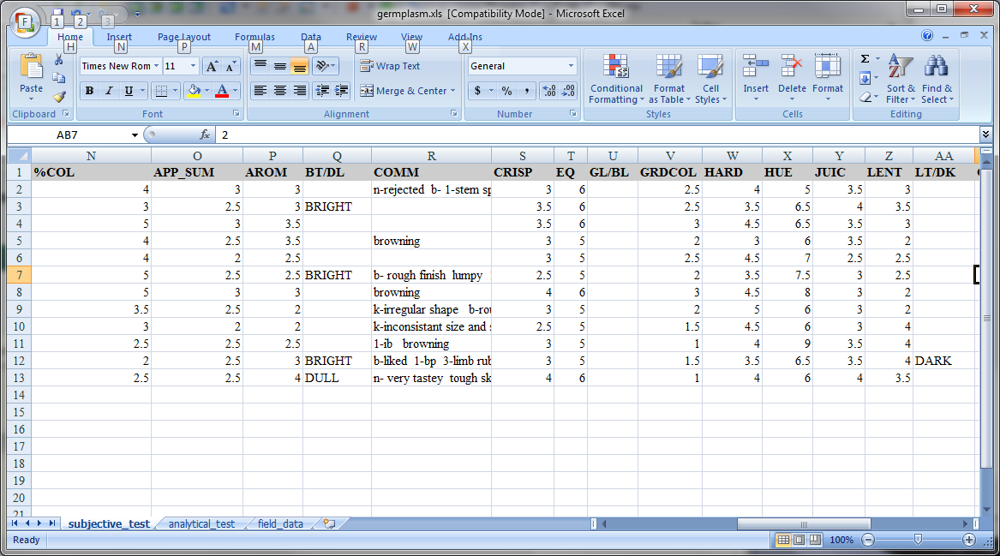 germplasm.xls [Compatibility Mode] - Microsoft Excel
F 1 2 3
Home Insert Page Layout Formulas Data Review View Add-Ins
H N P M A R W X
Paste Times New Rom 11 A A Wrap Text General Conditional Formatting Format as Table Cell Styles Insert Delete Format Σ Sort & Filter Find & Select
B I U A Merge & Center $ % , .0 .00 .00 .0
Clipboard Font Alignment Number Styles Cells Editing
AB7 fx 2
N O P Q R S T U V W X Y Z AA
1 %COL APP_SUM AROM BT/DL COMM CRISP EQ GL/BL GRDCOL HARD HUE JUIC LENT LT/DK
2 4 3 3 n-rejected b- 1-stem sp 3 6 2.5 4 5 3.5 3
3 3 2.5 3 BRIGHT 3.5 6 2.5 3.5 6.5 4 3.5
4 5 3 3.5 3.5 6 3 4.5 6.5 3.5 3
5 4 2.5 3.5 browning 3 5 2 3 6 3.5 2
6 4 2 2.5 3 5 2.5 4.5 7 2.5 2.5
7 5 2.5 2.5 BRIGHT b- rough finish lumpy 2.5 5 2 3.5 7.5 3 2.5
8 5 3 3 browning 4 6 3 4.5 8 3 2
9 3.5 2.5 2 k-irregular shape b-rou 3 5 2 5 6 3 2
10 3 2 2 k-inconsistant size and s 2.5 5 1.5 4.5 6 3 4
11 2.5 2.5 2.5 1-ib browning 3 5 1 4 9 3.5 4
12 2 2.5 3 BRIGHT b-liked 1-bp 3-limb rub 3 5 1.5 3.5 6.5 3.5 4 DARK
13 2.5 2.5 4 DULL n- very tastey tough sk 4 6 1 4 6 4 3.5
14
15
16
17
18
19
20
21
subjective_test analytical_test field_data
Ready 100%